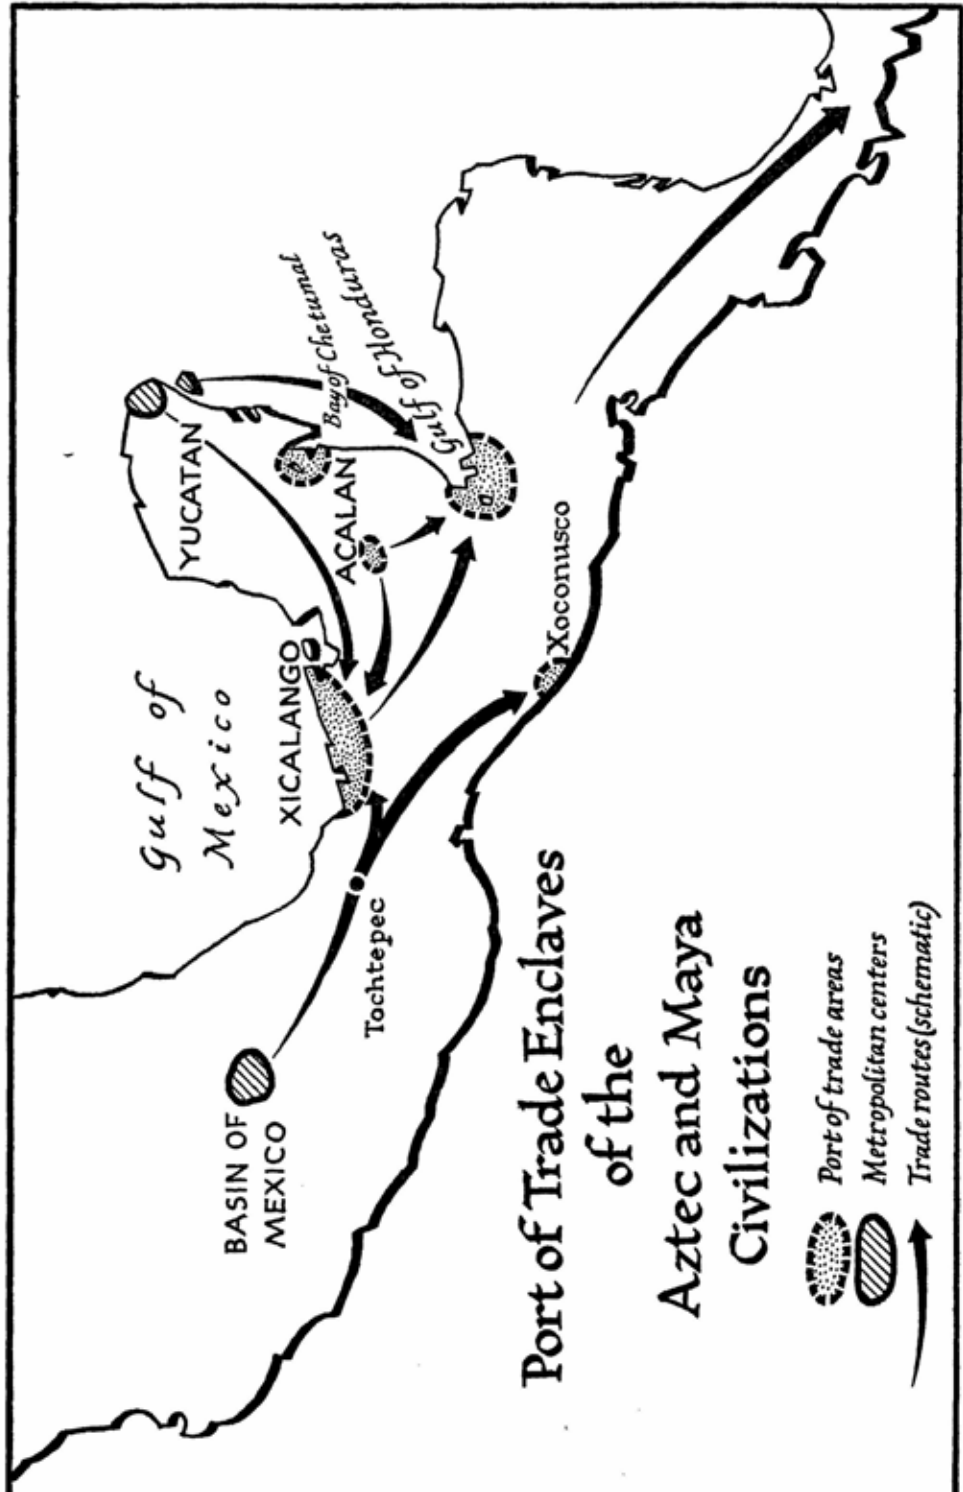 Gulf of
Mexico
YUCATAN
Bay of Chetumal
Gulf of Honduras
XICALANGO
ACALAN
BASIN OF
MEXICO
Tochtepec
Xoconusco
Port of Trade Enclaves
of the
Aztec and Maya
Civilizations
Port of trade areas
Metropolitan centers
Trade routes (schematic)